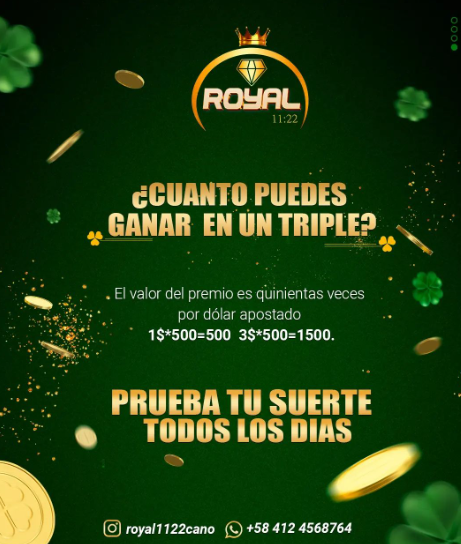 ROYAL
11:22
¿CUANTO PUEDES
GANAR EN UN TRIPLE?
El valor del premio es quinientas veces
por dólar apostado
1$*500=500 3$*500=1500.
PRUEBA TU SUERTE
TODOS LOS DIAS
royal1122cano +58 412 4568764